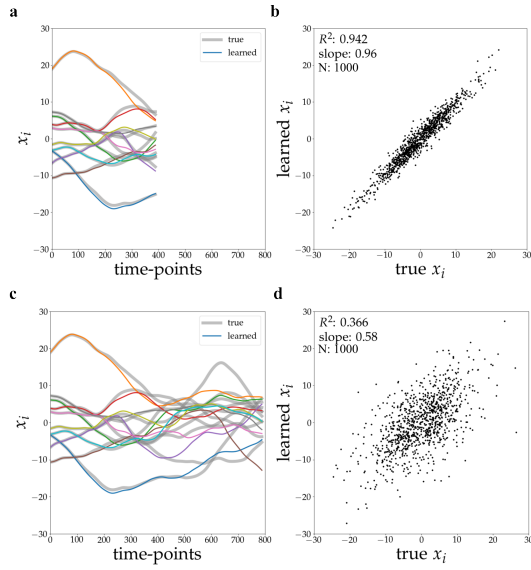 a
30
20
10
0
−10
−20
−30
0 100 200 300 400 500 600 700 800
x_i
time-points
true
learned
b
R²: 0.942
slope: 0.96
N: 1000
30
20
10
0
−10
−20
−30
−30 −20 −10 0 10 20 30
learned x_i
true x_i
c
30
20
10
0
−10
−20
−30
0 100 200 300 400 500 600 700 800
x_i
time-points
true
learned
d
R²: 0.366
slope: 0.58
N: 1000
30
20
10
0
−10
−20
−30
−30 −20 −10 0 10 20 30
learned x_i
true x_i